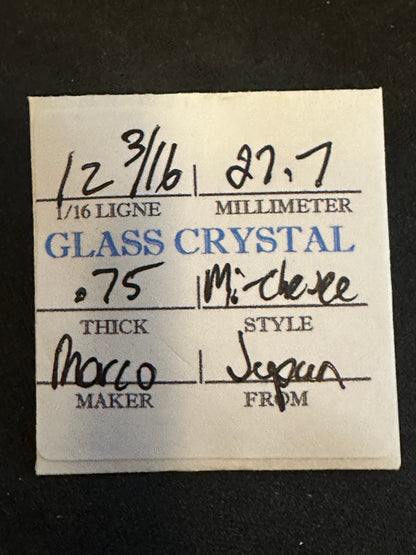 12 3/16 27.7
1/16 LIGNE MILLIMETER
GLASS CRYSTAL
.75 Mi-
THICK STYLE
Marco Japan
MAKER FROM